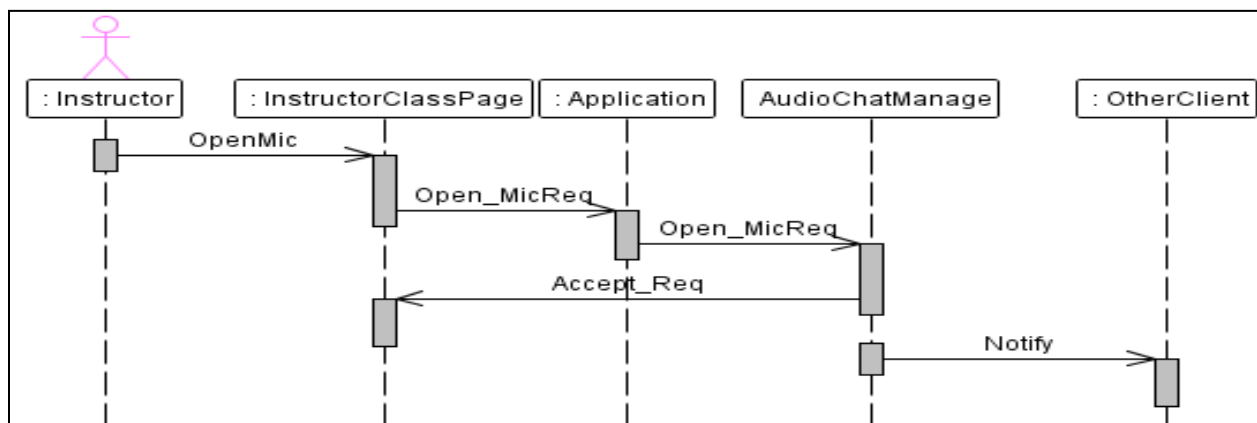 : Instructor
: InstructorClassPage
: Application
AudioChatManage
: OtherClient
OpenMic
Open_MicReq
Open_MicReq
Accept_Req
Notify